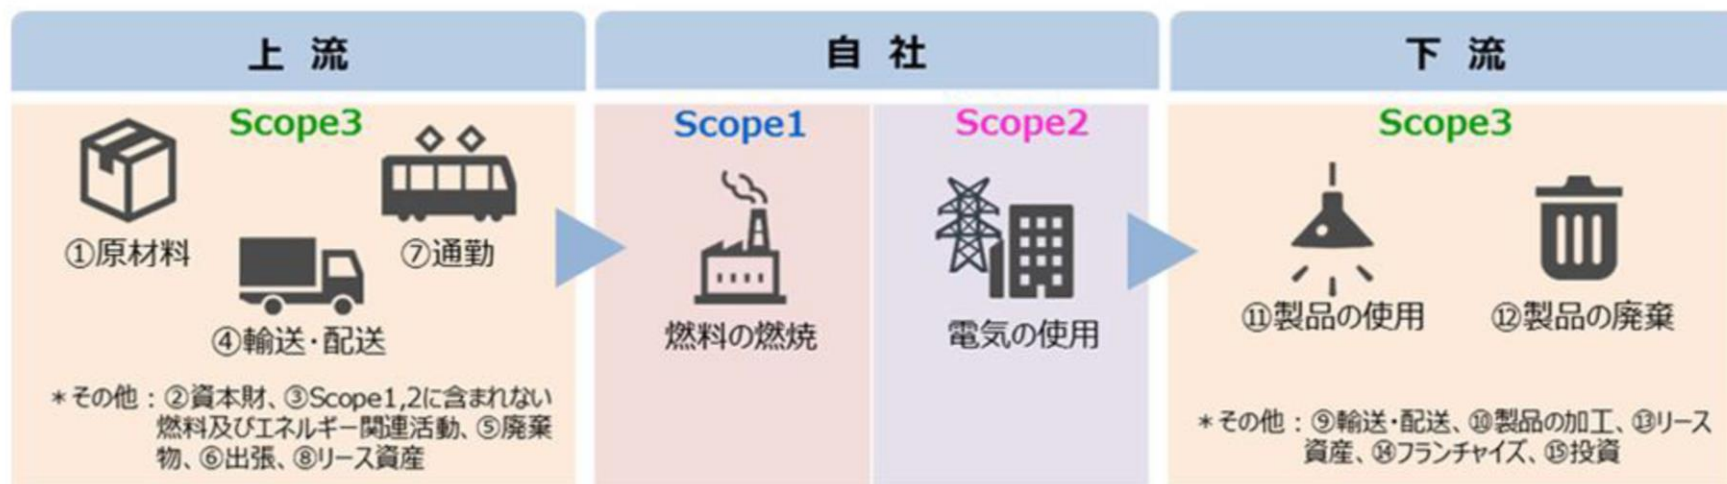 上流
自社
下流
Scope3
①原材料
⑦通勤
④輸送・配送
＊その他：②資本財、③Scope1,2に含まれない
燃料及びエネルギー関連活動、⑤廃棄
物、⑥出張、⑧リース資産
Scope1
燃料の燃焼
Scope2
電気の使用
Scope3
⑪製品の使用
⑫製品の廃棄
＊その他：⑨輸送・配送、⑩製品の加工、⑬リース
資産、⑭フランチャイズ、⑮投資